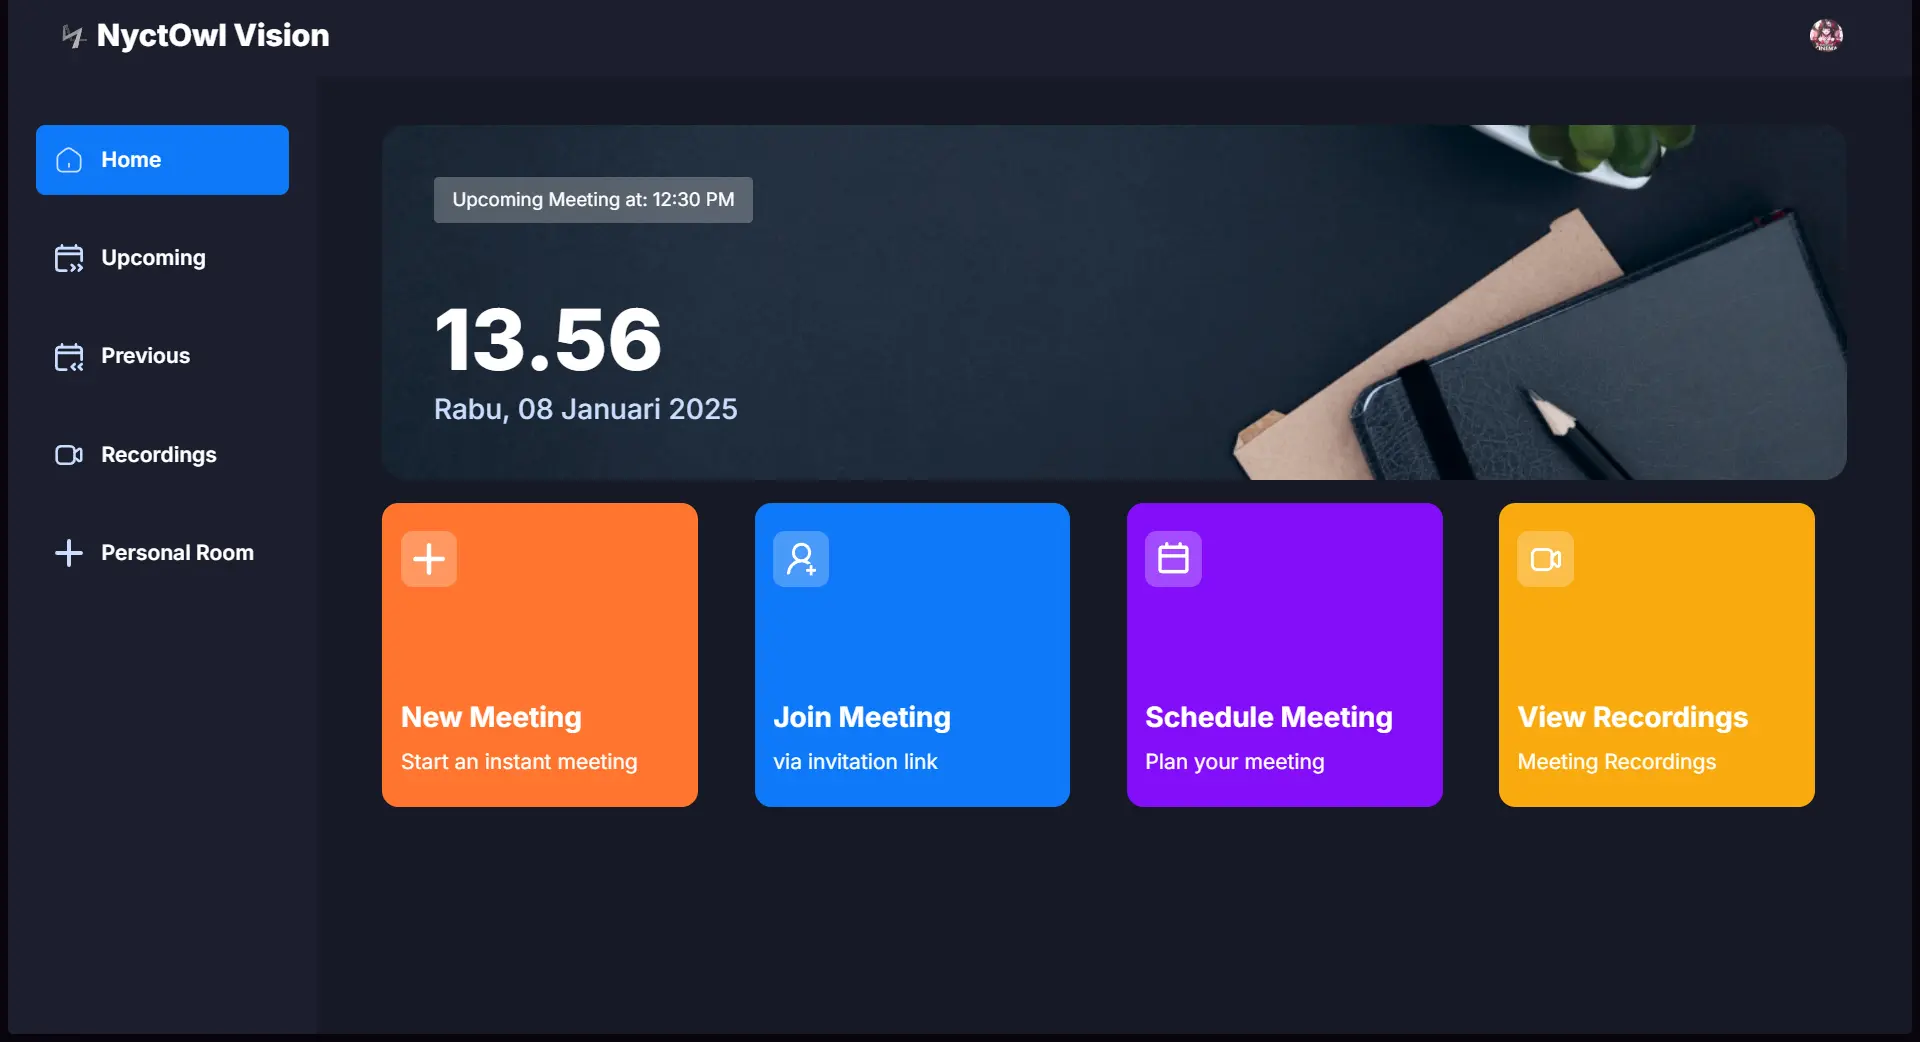 NyctOwl Vision
Home
Upcoming
Previous
Recordings
Personal Room
Upcoming Meeting at: 12:30 PM
13.56
Rabu, 08 Januari 2025
New Meeting
Start an instant meeting
Join Meeting
via invitation link
Schedule Meeting
Plan your meeting
View Recordings
Meeting Recordings